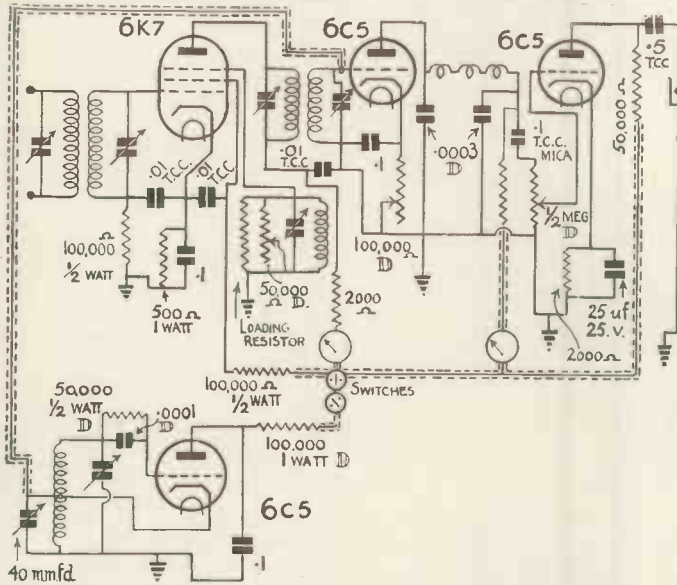 6K7
6C5
6C5
.5
TCC
50,000 Ω
.01
T.C.C.
.01
T.C.C.
.01
T.C.C.
.1
.0003
D
.1
T.C.C.
MICA
½ MEG
D
100,000
Ω
½ WATT
.1
500 Ω
1 WATT
50,000
Ω D.
LOADING
RESISTOR
2000
Ω
100,000 Ω
D
25 uf
25. V.
2000 Ω
100,000 Ω
½ WATT
SWITCHES
50,000
½ WATT
D
.0001
D
100,000
1 WATT D
6C5
.1
40 mmfd.